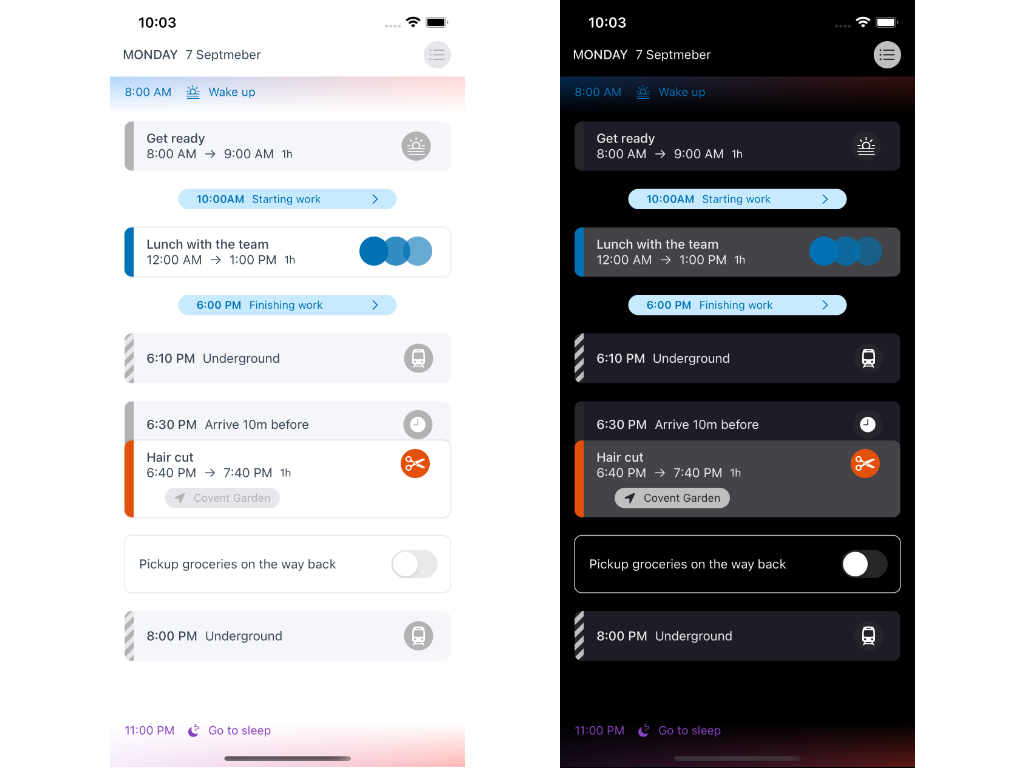 10:03
MONDAY 7 Septmeber
8:00 AM Wake up
Get ready
8:00 AM → 9:00 AM 1h
10:00AM Starting work
Lunch with the team
12:00 AM → 1:00 PM 1h
6:00 PM Finishing work
6:10 PM Underground
6:30 PM Arrive 10m before
Hair cut
6:40 PM → 7:40 PM 1h
Covent Garden
Pickup groceries on the way back
8:00 PM Underground
11:00 PM Go to sleep
10:03
MONDAY 7 Septmeber
8:00 AM Wake up
Get ready
8:00 AM → 9:00 AM 1h
10:00AM Starting work
Lunch with the team
12:00 AM → 1:00 PM 1h
6:00 PM Finishing work
6:10 PM Underground
6:30 PM Arrive 10m before
Hair cut
6:40 PM → 7:40 PM 1h
Covent Garden
Pickup groceries on the way back
8:00 PM Underground
11:00 PM Go to sleep